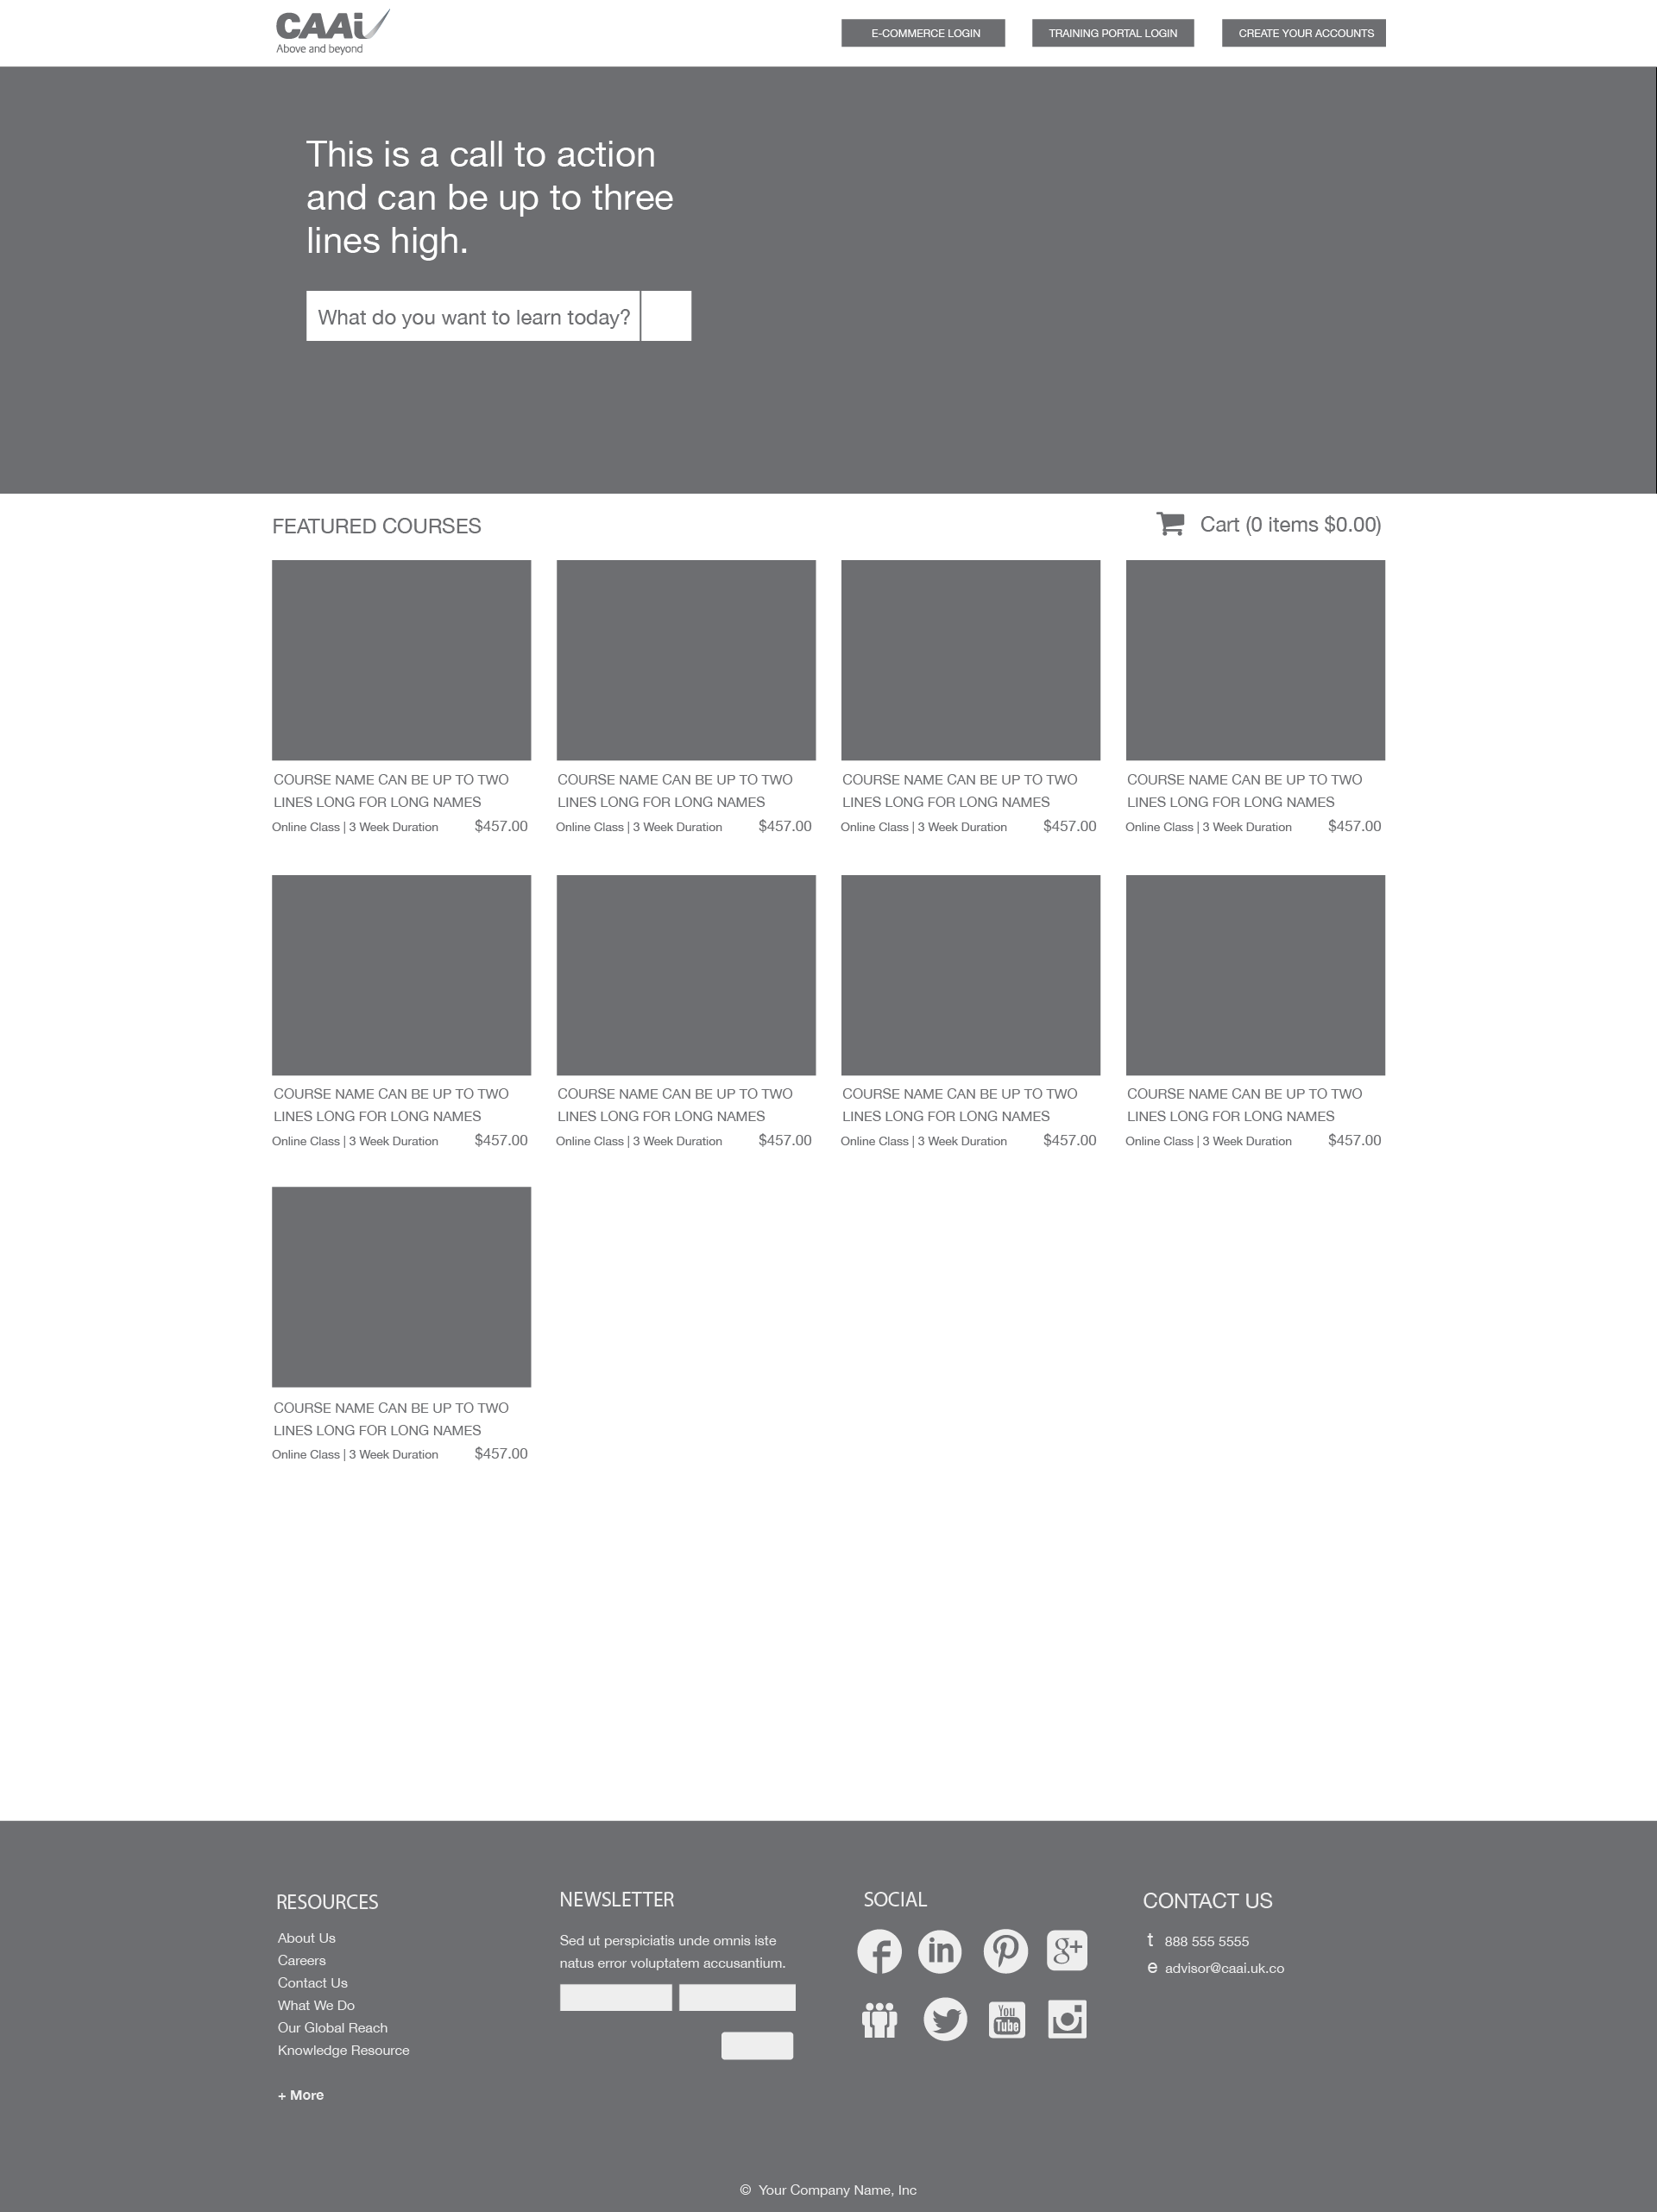 CAAi
Above and beyond
E-COMMERCE LOGIN
TRAINING PORTAL LOGIN
CREATE YOUR ACCOUNTS
This is a call to action
and can be up to three
lines high.
What do you want to learn today?
FEATURED COURSES
Cart (0 items $0.00)
COURSE NAME CAN BE UP TO TWO
LINES LONG FOR LONG NAMES
Online Class | 3 Week Duration $457.00
COURSE NAME CAN BE UP TO TWO
LINES LONG FOR LONG NAMES
Online Class | 3 Week Duration $457.00
COURSE NAME CAN BE UP TO TWO
LINES LONG FOR LONG NAMES
Online Class | 3 Week Duration $457.00
COURSE NAME CAN BE UP TO TWO
LINES LONG FOR LONG NAMES
Online Class | 3 Week Duration $457.00
COURSE NAME CAN BE UP TO TWO
LINES LONG FOR LONG NAMES
Online Class | 3 Week Duration $457.00
COURSE NAME CAN BE UP TO TWO
LINES LONG FOR LONG NAMES
Online Class | 3 Week Duration $457.00
COURSE NAME CAN BE UP TO TWO
LINES LONG FOR LONG NAMES
Online Class | 3 Week Duration $457.00
COURSE NAME CAN BE UP TO TWO
LINES LONG FOR LONG NAMES
Online Class | 3 Week Duration $457.00
COURSE NAME CAN BE UP TO TWO
LINES LONG FOR LONG NAMES
Online Class | 3 Week Duration $457.00
RESOURCES
About Us
Careers
Contact Us
What We Do
Our Global Reach
Knowledge Resource
+ More
NEWSLETTER
Sed ut perspiciatis unde omnis iste
natus error voluptatem accusantium.
SOCIAL
f in P g+
You
Tube
CONTACT US
t 888 555 5555
e advisor@caai.uk.co
© Your Company Name, Inc